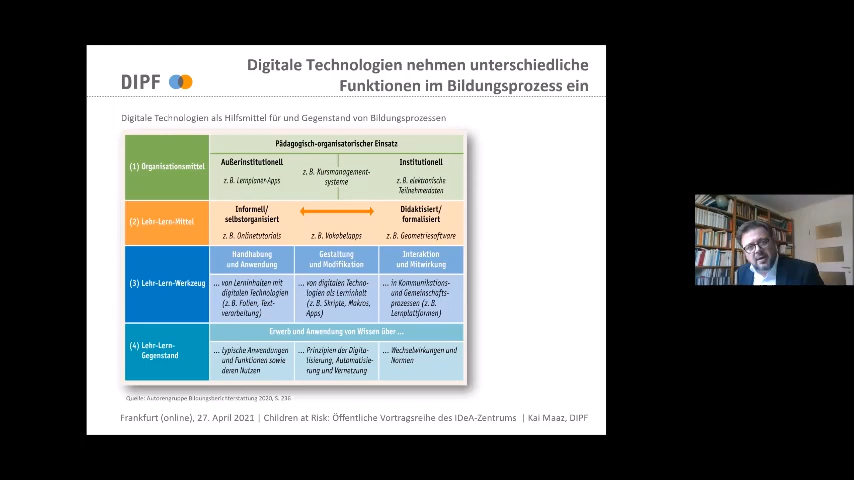 Digitale Technologien nehmen unterschiedliche
Funktionen im Bildungsprozess ein
DIPF
Digitale Technologien als Hilfsmittel für und Gegenstand von Bildungsprozessen
(1) Organisationsmittel
Pädagogisch-organisatorischer Einsatz
Außerinstitutionell
z. B. Lernplaner-Apps
z. B. Kursmanagement-
systeme
Institutionell
z. B. elektronische
Teilnehmerdaten
(2) Lehr-Lern-Mittel
Informell/
selbstorganisiert
z. B. Onlinetutorials
z. B. Vokabelapps
Didaktisiert/
formalisiert
z. B. Geometriesoftware
(3) Lehr-Lern-Werkzeug
Handhabung
und Anwendung
... von Lerninhalten mit
digitalen Technologien
(z. B. Folien, Text-
verarbeitung)
Gestaltung
und Modifikation
... von digitalen Techno-
logien als Lerninhalt
(z. B. Skripte, Makros,
Apps)
Interaktion
und Mitwirkung
... in Kommunikations-
und Gemeinschafts-
prozessen (z. B.
Lernplattformen)
(4) Lehr-Lern-
Gegenstand
Erwerb und Anwendung von Wissen über ...
... typische Anwendungen
und Funktionen sowie
deren Nutzen
... Prinzipien der Digita-
lisierung, Automatisie-
rung und Vernetzung
... Wechselwirkungen und
Normen
Quelle: Autorengruppe Bildungsberichterstattung 2020, S. 236
Frankfurt (online), 27. April 2021 | Children at Risk: Öffentliche Vortragsreihe des IDeA-Zentrums | Kai Maaz, DIPF